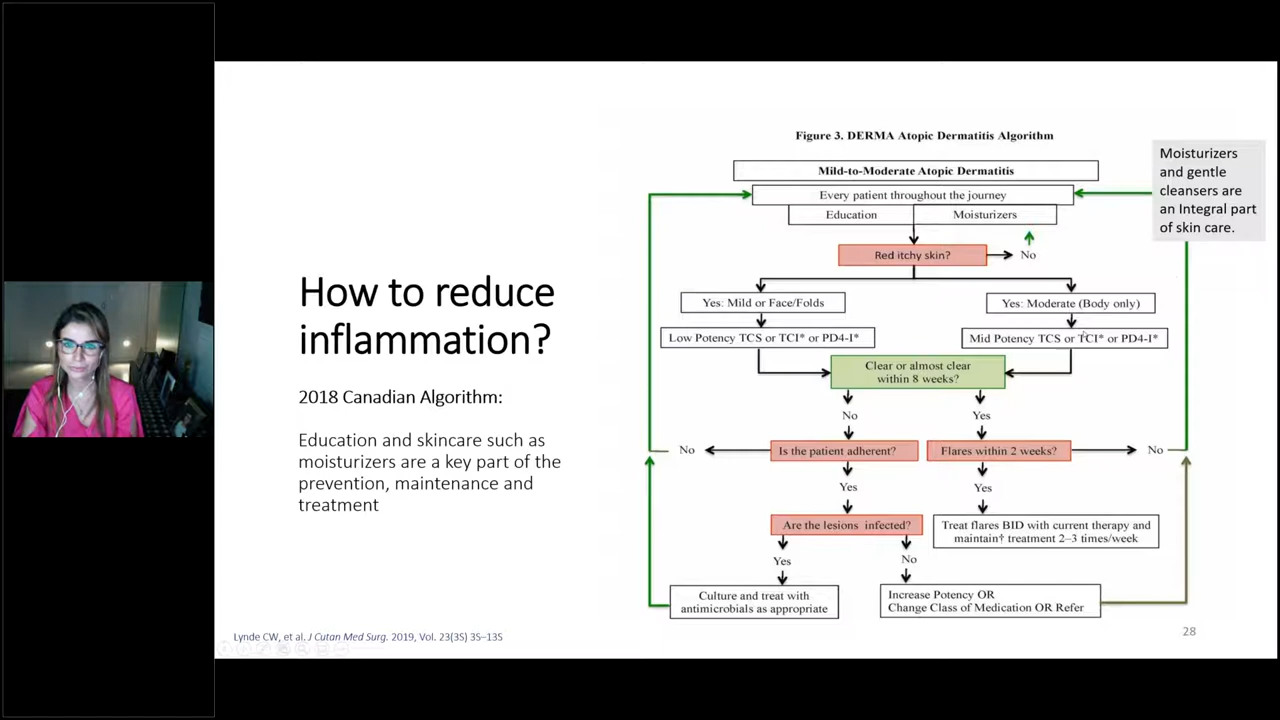 How to reduce
inflammation?
2018 Canadian Algorithm:
Education and skincare such as
moisturizers are a key part of the
prevention, maintenance and
treatment
Lynde CW, et al. J Cutan Med Surg. 2019, Vol. 23(3S) 3S–13S
Figure 3. DERMA Atopic Dermatitis Algorithm
Mild-to-Moderate Atopic Dermatitis
Every patient throughout the journey
Education
Moisturizers
Red itchy skin?
No
Yes: Mild or Face/Folds
Yes: Moderate (Body only)
Low Potency TCS or TCI* or PD4-I*
Mid Potency TCS or TCI* or PD4-I*
Clear or almost clear
within 8 weeks?
No
Yes
No
Is the patient adherent?
Flares within 2 weeks?
No
Yes
Yes
Are the lesions infected?
Treat flares BID with current therapy and
maintain† treatment 2–3 times/week
Yes
No
Culture and treat with
antimicrobials as appropriate
Increase Potency OR
Change Class of Medication OR Refer
Moisturizers
and gentle
cleansers are
an Integral part
of skin care.
28